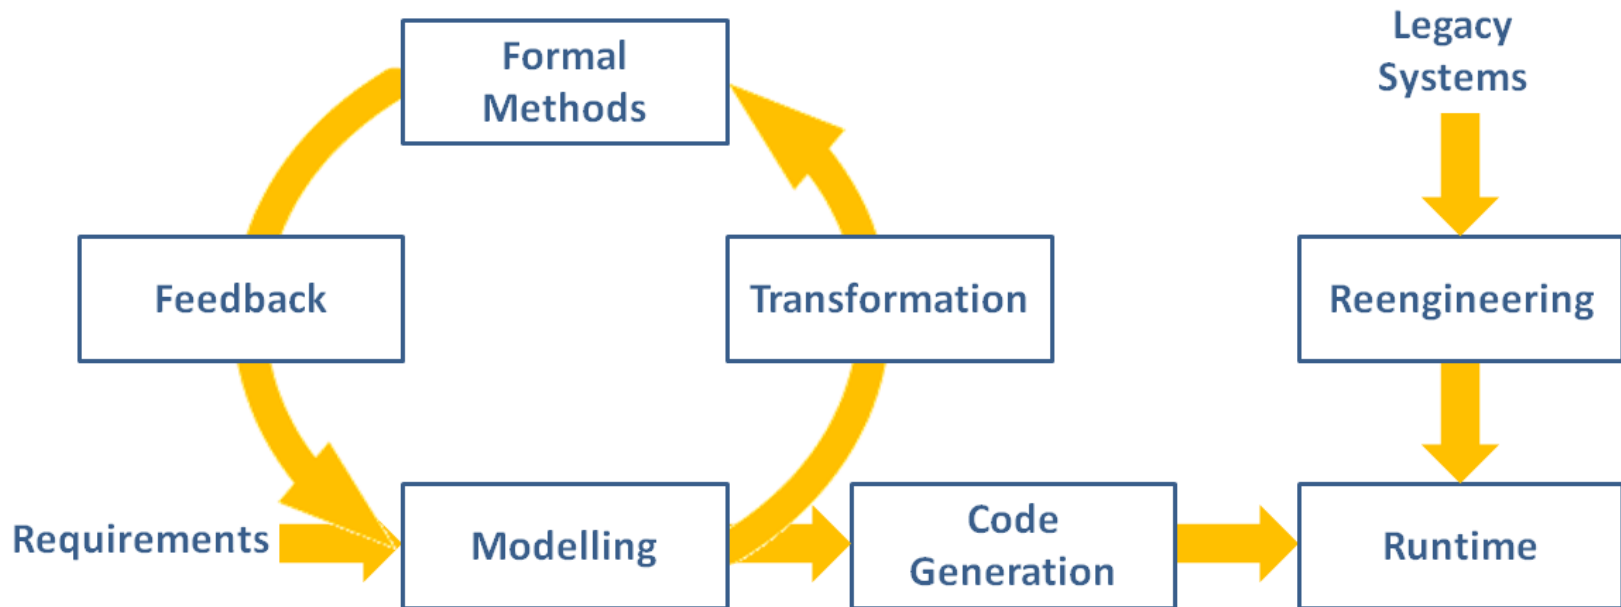 Formal
Methods
Legacy
Systems
Feedback
Transformation
Reengineering
Requirements
Modelling
Code
Generation
Runtime